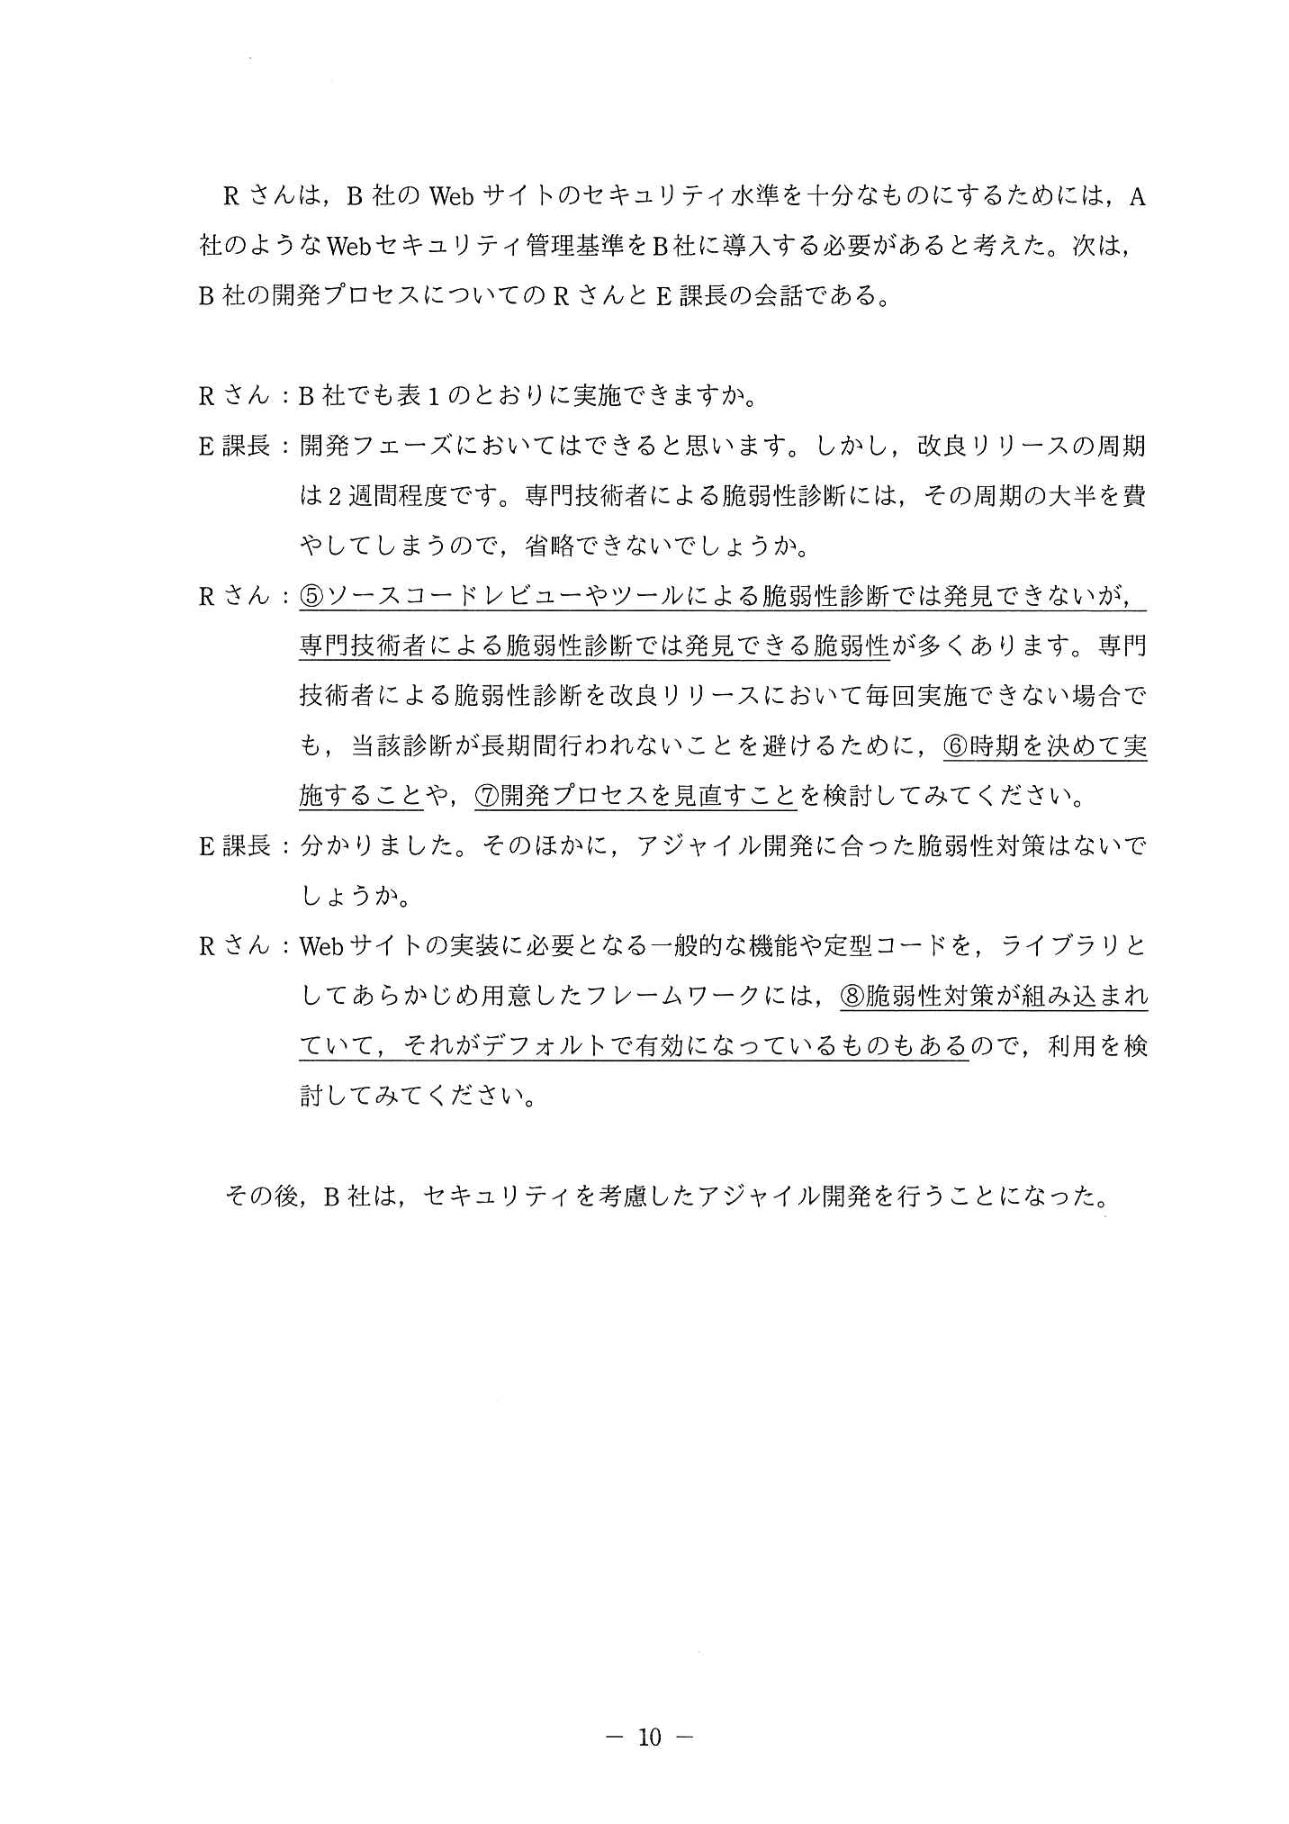 Rさんは，B社のWebサイトのセキュリティ水準を十分なものにするためには，A
社のようなWebセキュリティ管理基準をB社に導入する必要があると考えた。次は，
B社の開発プロセスについてのRさんとE課長の会話である。
Rさん：B社でも表1のとおりに実施できますか。
E課長：開発フェーズにおいてはできると思います。しかし，改良リリースの周期
は2週間程度です。専門技術者による脆弱性診断には，その周期の大半を費
やしてしまうので，省略できないでしょうか。
Rさん：⑤ソースコードレビューやツールによる脆弱性診断では発見できないが，
専門技術者による脆弱性診断では発見できる脆弱性が多くあります。専門
技術者による脆弱性診断を改良リリースにおいて毎回実施できない場合で
も，当該診断が長期間行われないことを避けるために，⑥時期を決めて実
施することや，⑦開発プロセスを見直すことを検討してみてください。
E課長：分かりました。そのほかに，アジャイル開発に合った脆弱性対策はないで
しょうか。
Rさん：Webサイトの実装に必要となる一般的な機能や定型コードを，ライブラリと
してあらかじめ用意したフレームワークには，⑧脆弱性対策が組み込まれ
ていて，それがデフォルトで有効になっているものもあるので，利用を検
討してみてください。
その後，B社は，セキュリティを考慮したアジャイル開発を行うことになった。
－ 10 －